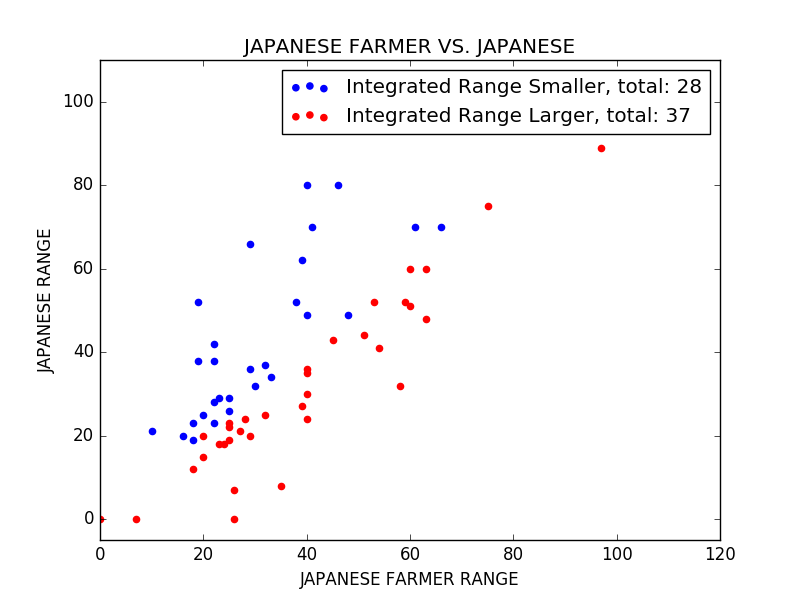 JAPANESE FARMER VS. JAPANESE
Integrated Range Smaller, total: 28
Integrated Range Larger, total: 37
100
80
60
40
20
0
JAPANESE RANGE
0 20 40 60 80 100 120
JAPANESE FARMER RANGE